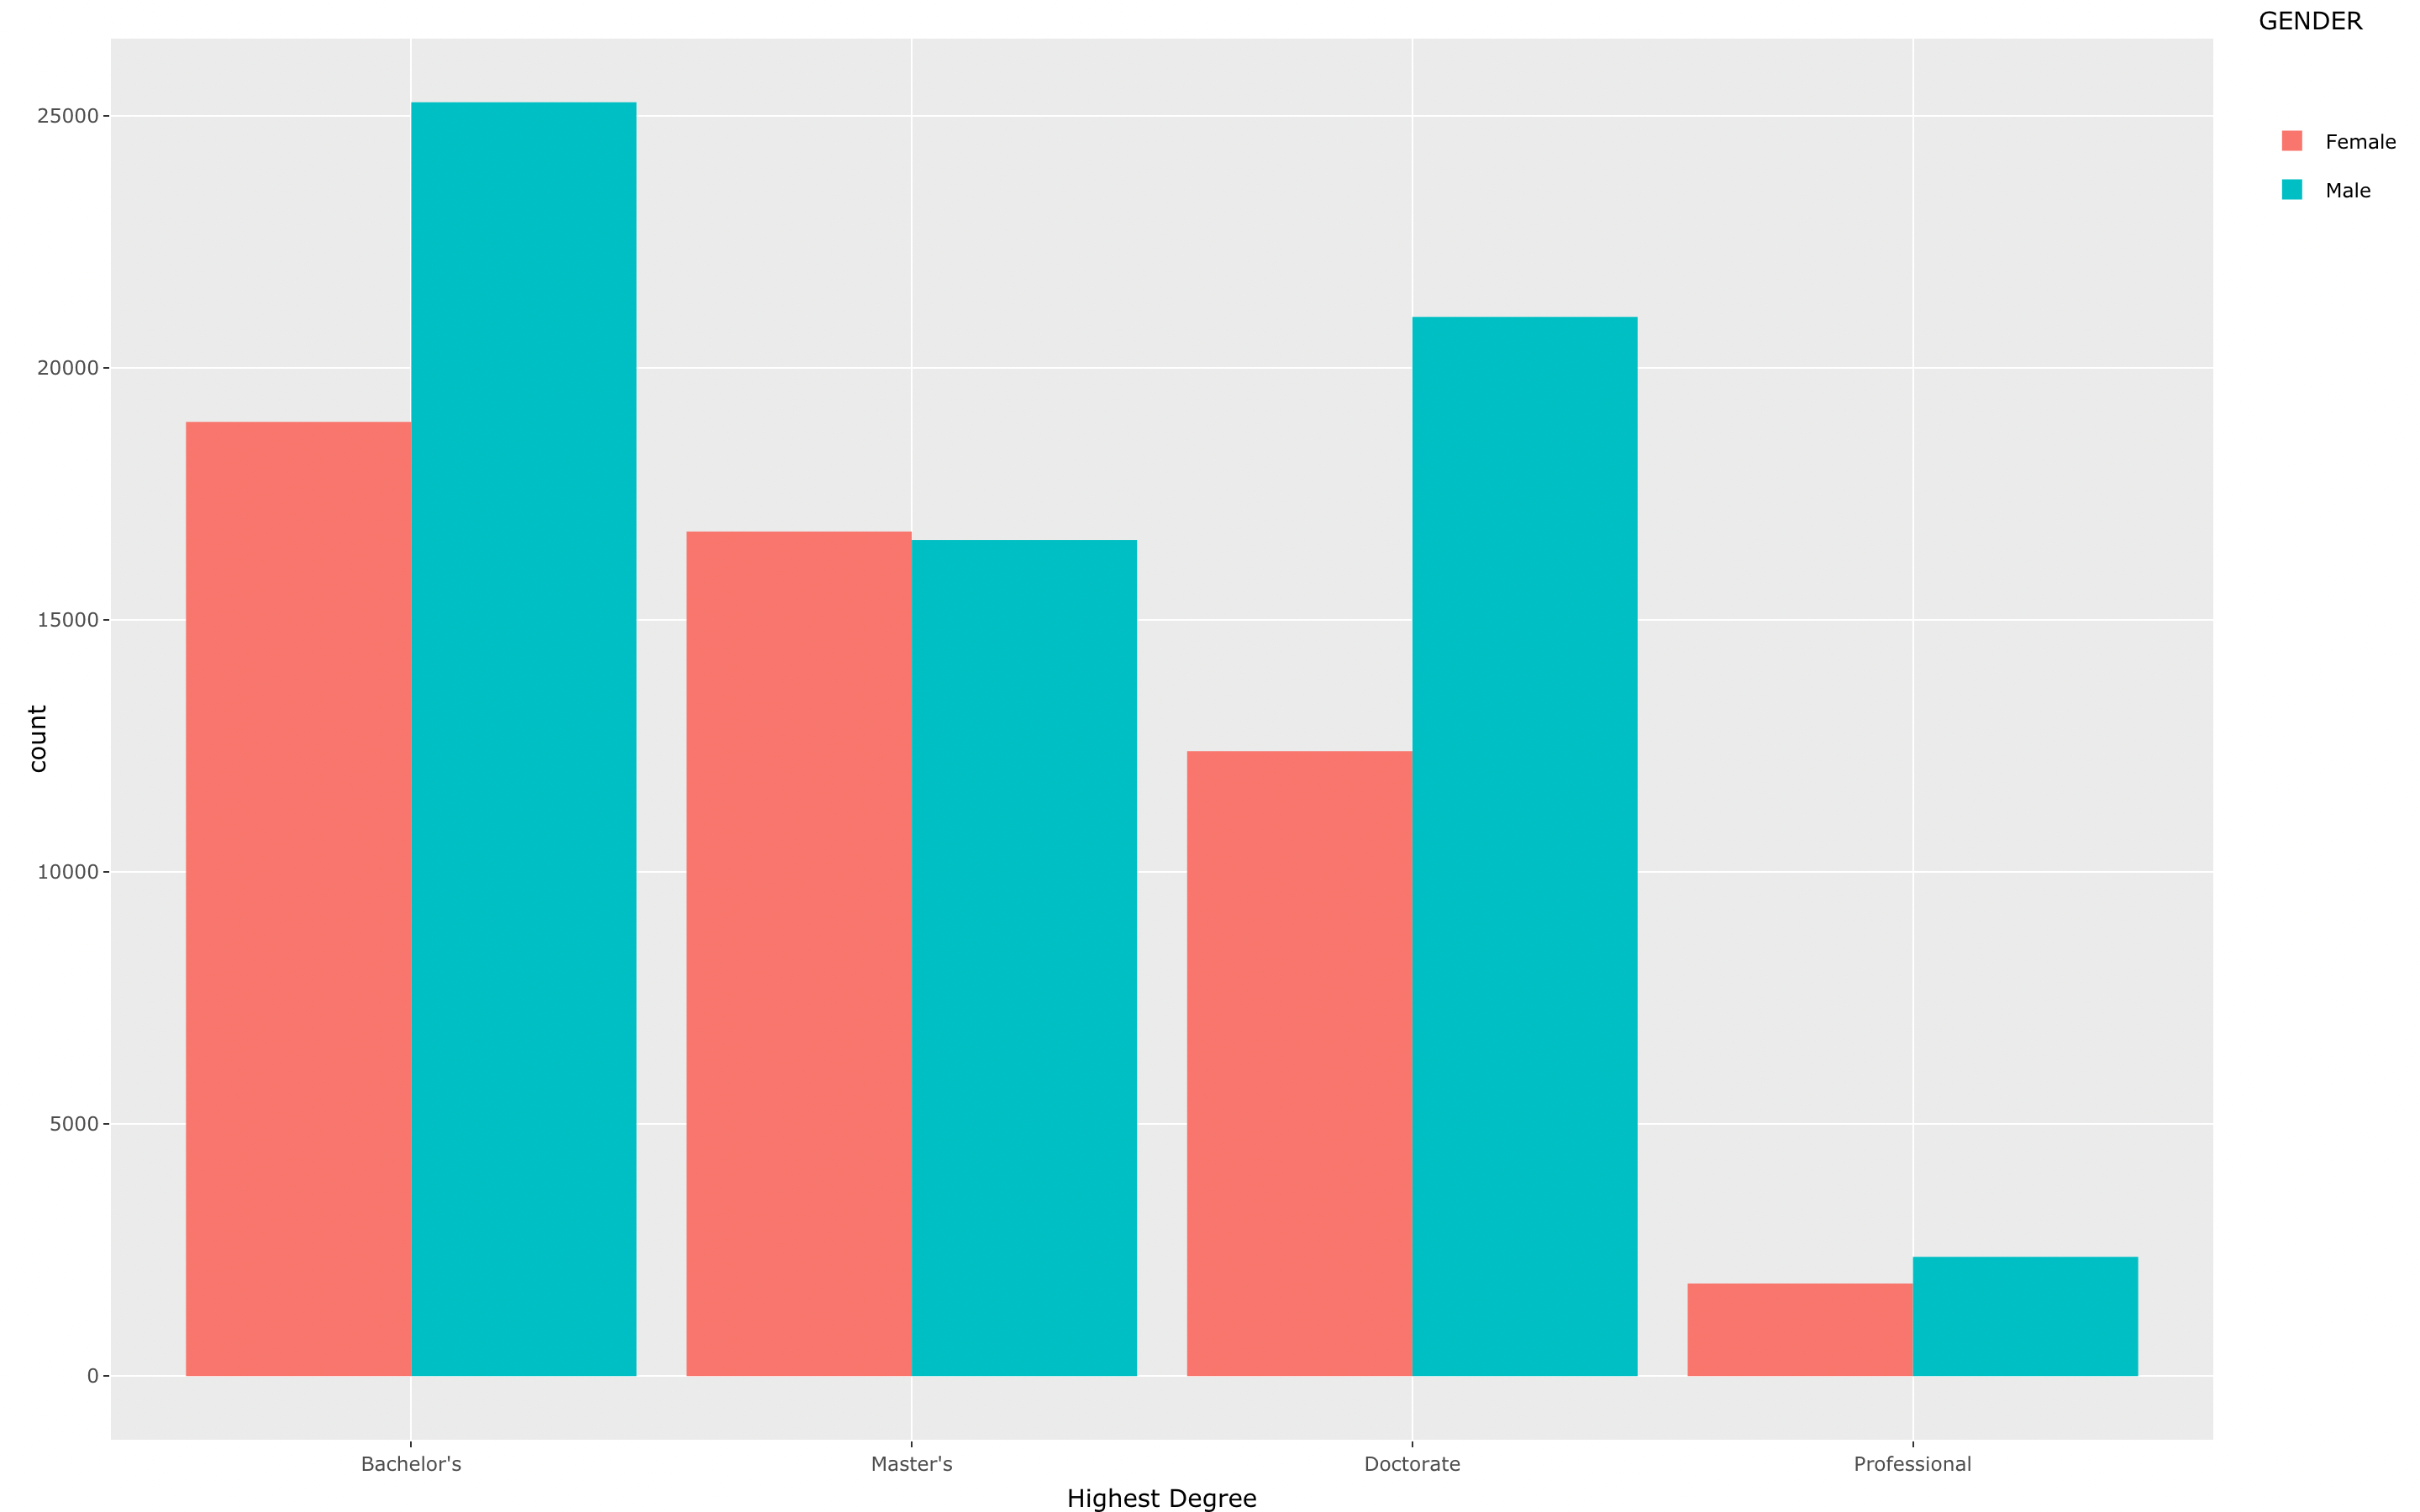 GENDER
Female
Male
25000
20000
15000
10000
5000
0
count
Bachelor's Master's Doctorate Professional
Highest Degree